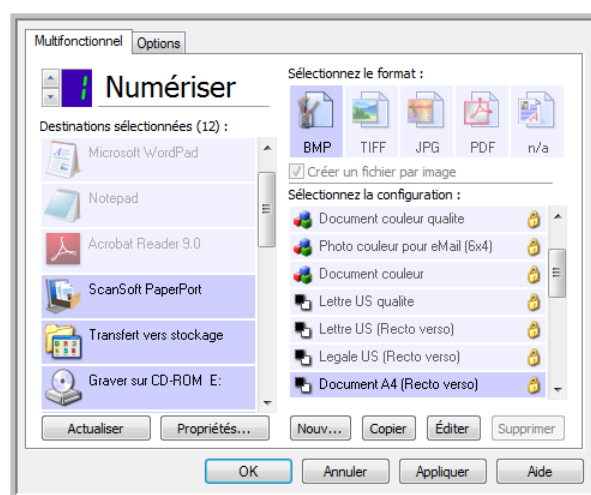 Multifonctionnel
Options
1
Numériser
Destinations sélectionnées (12) :
Microsoft WordPad
Notepad
Acrobat Reader 9.0
ScanSoft PaperPort
Transfert vers stockage
Graver sur CD-ROM E:
Actualiser
Propriétés...
Sélectionnez le format :
BMP
TIFF
JPG
PDF
n/a
Créer un fichier par image
Sélectionnez la configuration :
Document couleur qualite
Photo couleur pour eMail (6x4)
Document couleur
Lettre US qualite
Lettre US (Recto verso)
Legale US (Recto verso)
Document A4 (Recto verso)
Nouv...
Copier
Éditer
Supprimer
OK
Annuler
Appliquer
Aide